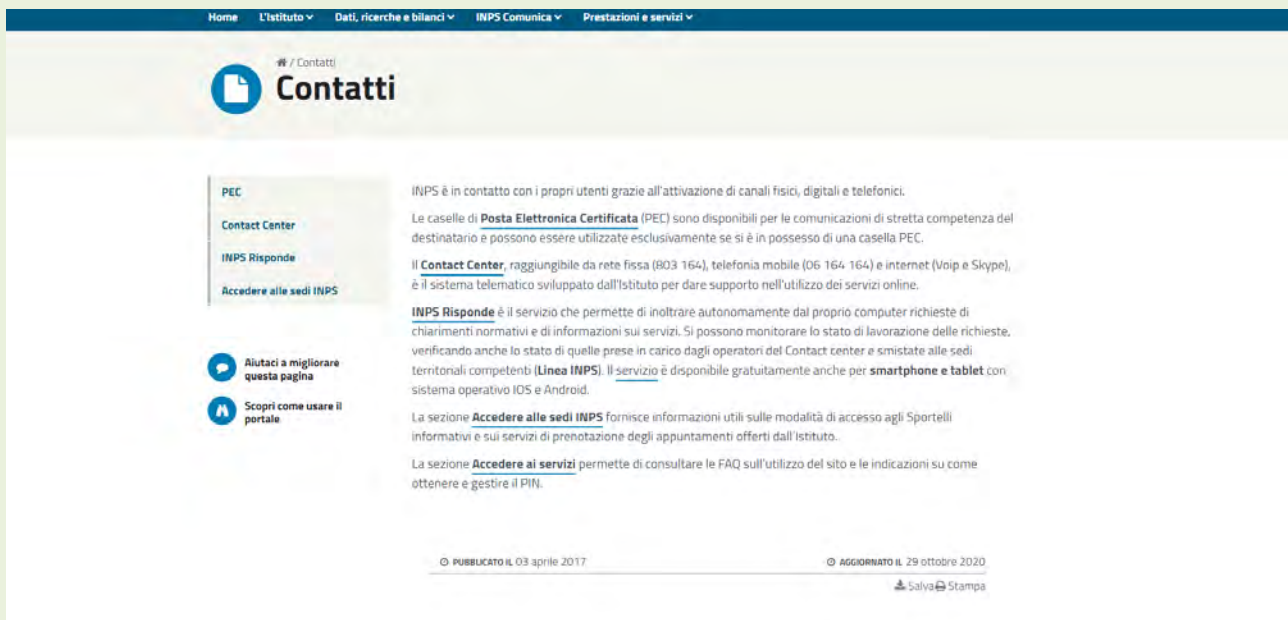 Home L'Istituto Dati, ricerche e bilanci INPS Comunica Prestazioni e servizi
/ Contatti
Contatti
PEC
Contact Center
INPS Risponde
Accedere alle sedi INPS
Aiutaci a migliorare
questa pagina
Scopri come usare il
portale
INPS è in contatto con i propri utenti grazie all'attivazione di canali fisici, digitali e telefonici.
Le caselle di Posta Elettronica Certificata (PEC) sono disponibili per le comunicazioni di stretta competenza del
destinatario e possono essere utilizzate esclusivamente se si è in possesso di una casella PEC.
Il Contact Center, raggiungibile da rete fissa (803 164), telefonia mobile (06 164 164) e internet (Voip e Skype),
è il sistema telematico sviluppato dall'Istituto per dare supporto nell'utilizzo dei servizi online.
INPS Risponde è il servizio che permette di inoltrare autonomamente dal proprio computer richieste di
chiarimenti normativi e di informazioni sui servizi. Si possono monitorare lo stato di lavorazione delle richieste,
verificando anche lo stato di quelle prese in carico dagli operatori del Contact center e smistate alle sedi
territoriali competenti (Linea INPS). Il servizio è disponibile gratuitamente anche per smartphone e tablet con
sistema operativo IOS e Android.
La sezione Accedere alle sedi INPS fornisce informazioni utili sulle modalità di accesso agli Sportelli
informativi e sui servizi di prenotazione degli appuntamenti offerti dall'Istituto.
La sezione Accedere ai servizi permette di consultare le FAQ sull'utilizzo del sito e le indicazioni su come
ottenere e gestire il PIN.
PUBBLICATO IL 03 aprile 2017 AGGIORNATO IL 29 ottobre 2020
Salva Stampa